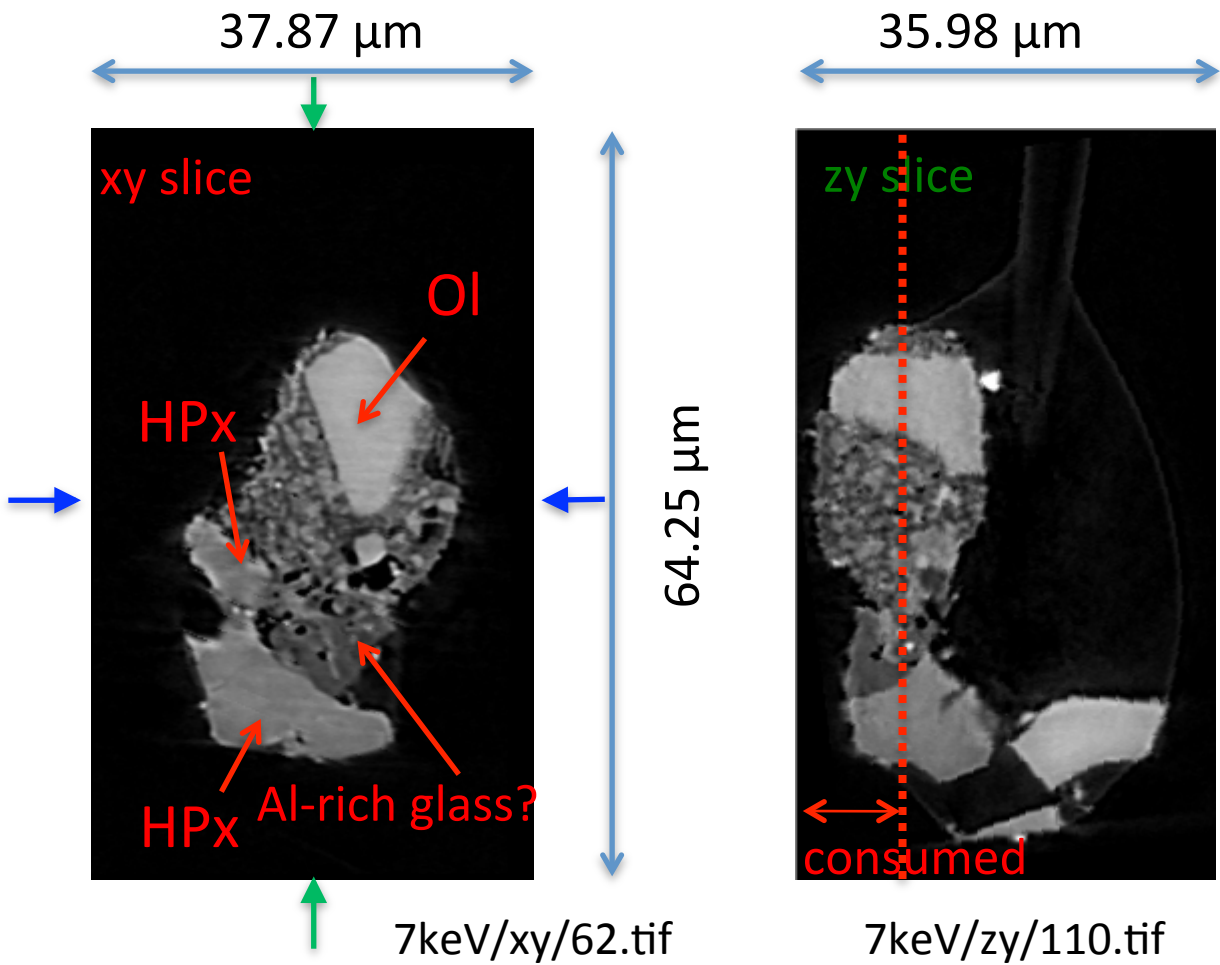 37.87 µm
35.98 µm
xy slice
zy slice
Ol
HPx
64.25 µm
HPx
Al-rich glass?
consumed
7keV/xy/62.tif
7keV/zy/110.tif